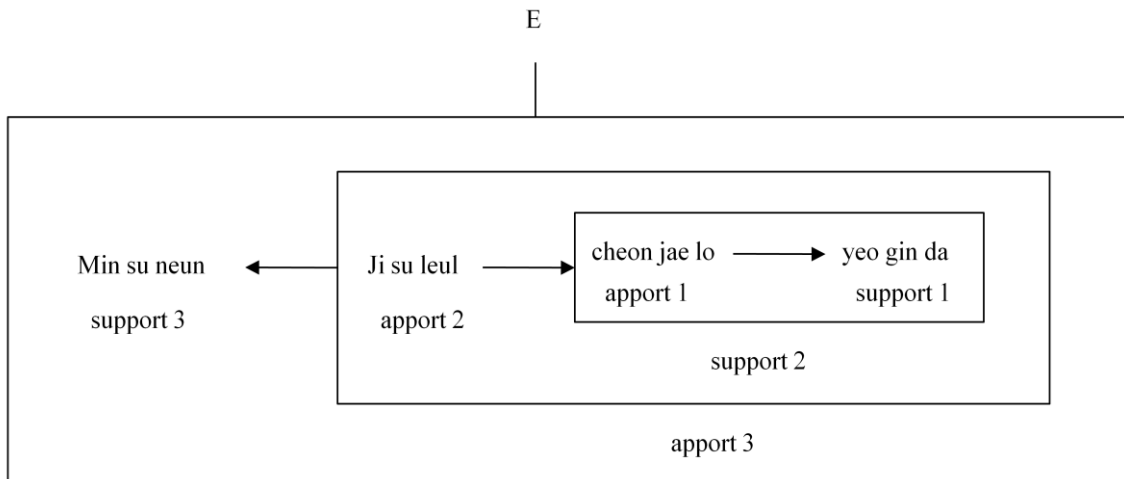 E
Min su neun Ji su leul cheon jae lo yeo gin da
support 3 apport 2 apport 1 support 1
support 2
apport 3